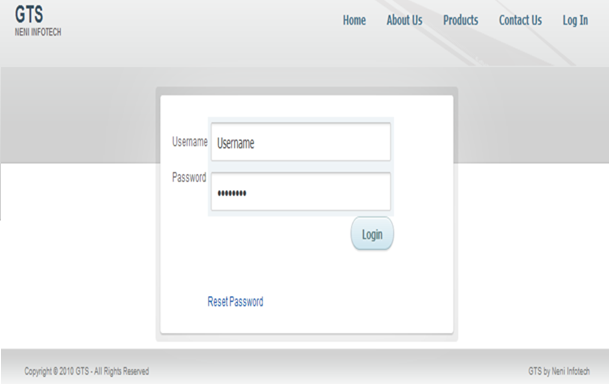 GTS
NENI INFOTECH
Home About Us Products Contact Us Log In
Username Username
Password ••••••••
Login
Reset Password
Copyright © 2010 GTS - All Rights Reserved GTS by Neni Infotech